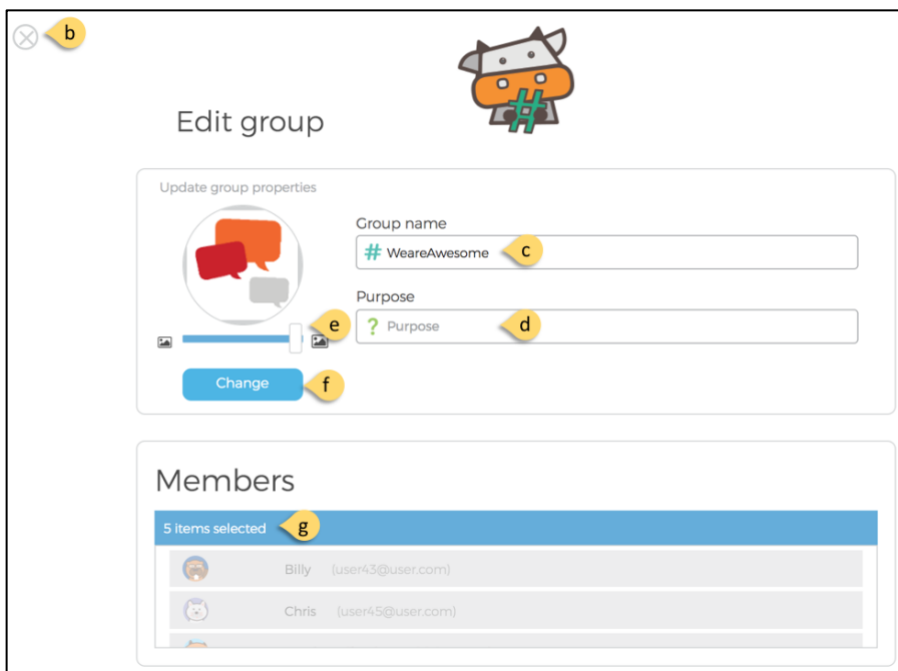 b
Edit group
Update group properties
Group name
# WeareAwesome c
Purpose
e
? Purpose d
Change f
Members
5 items selected g
Billy (user43@user.com)
Chris (user45@user.com)